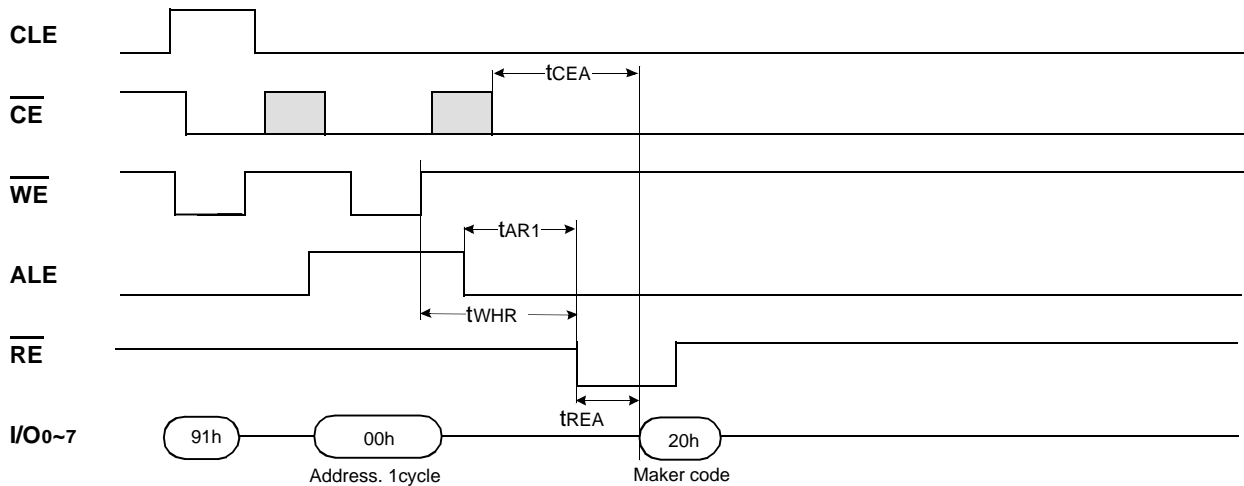 CLE
tCEA
CE
WE
tAR1
ALE
tWHR
RE
tREA
I/O0~7
91h
00h
20h
Address. 1cycle
Maker code